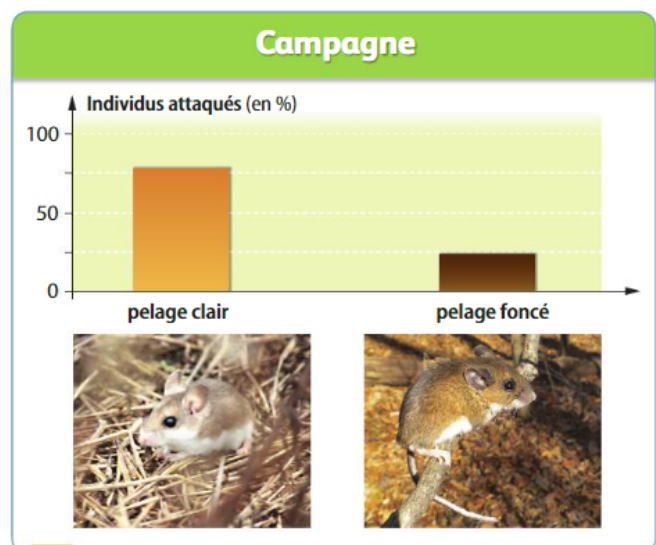 Campagne
Individus attaqués (en %)
100
50
0
pelage clair
pelage foncé